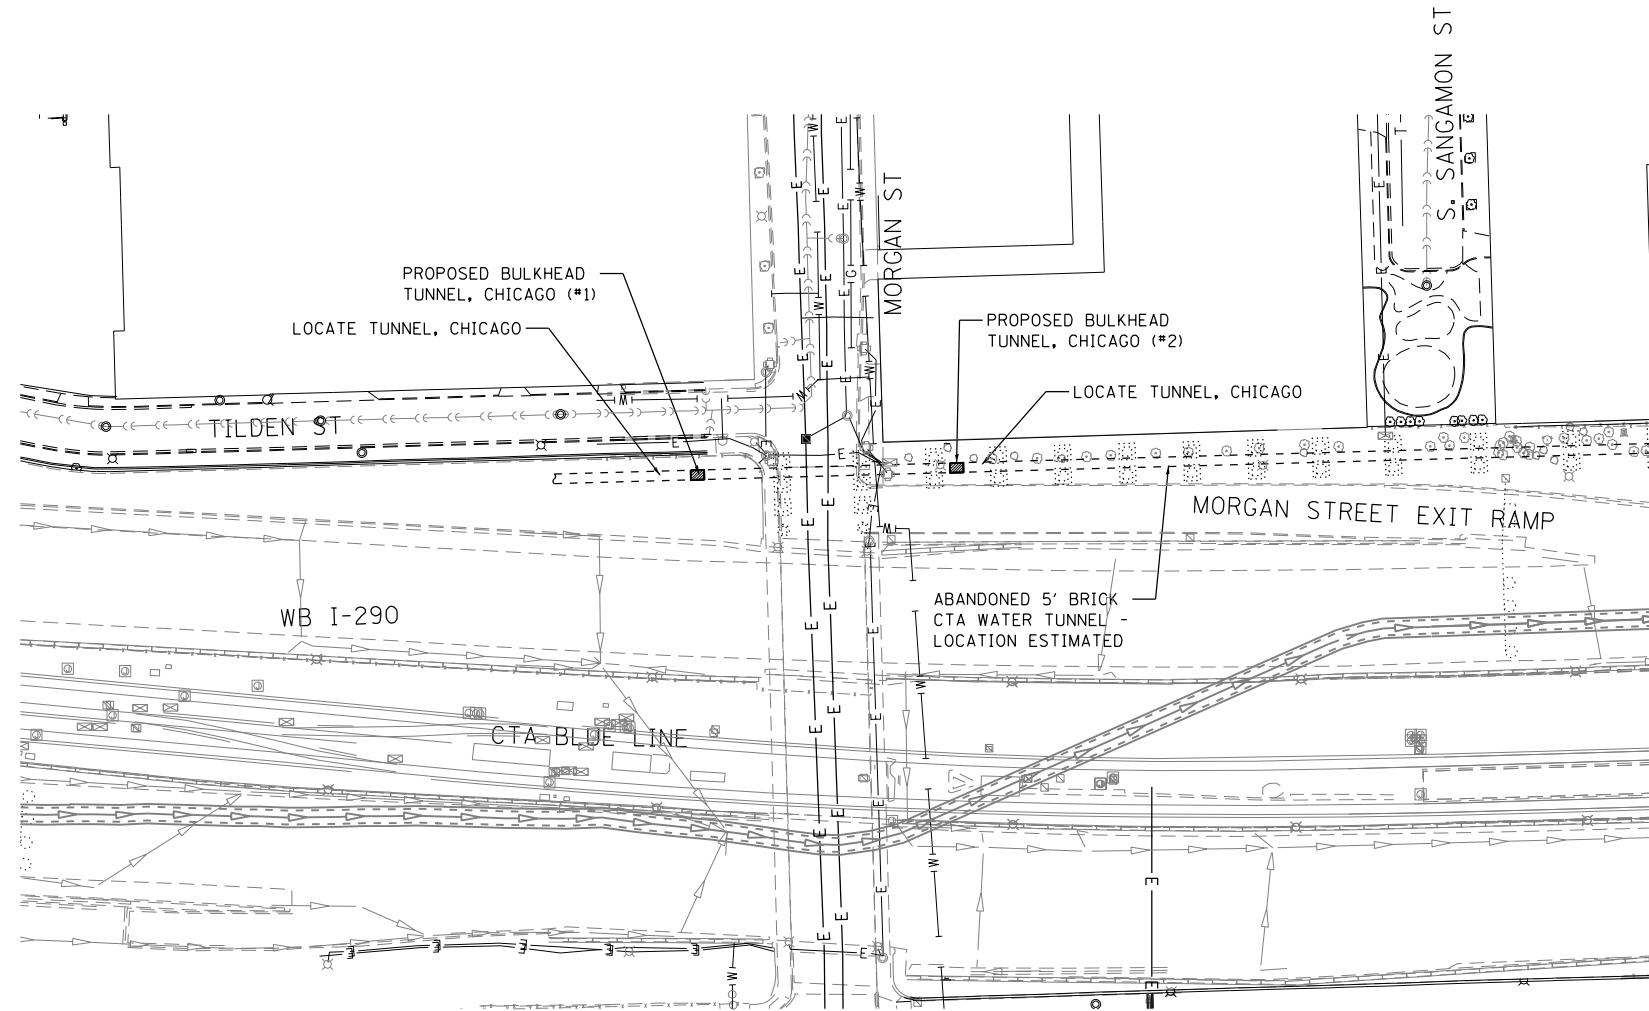 S. SANGAMON ST
MORGAN ST
PROPOSED BULKHEAD
TUNNEL, CHICAGO (#1)
LOCATE TUNNEL, CHICAGO
PROPOSED BULKHEAD
TUNNEL, CHICAGO (#2)
LOCATE TUNNEL, CHICAGO
TILDEN ST
MORGAN STREET EXIT RAMP
ABANDONED 5' BRICK
CTA WATER TUNNEL -
LOCATION ESTIMATED
WB I-290
CTA BLUE LINE